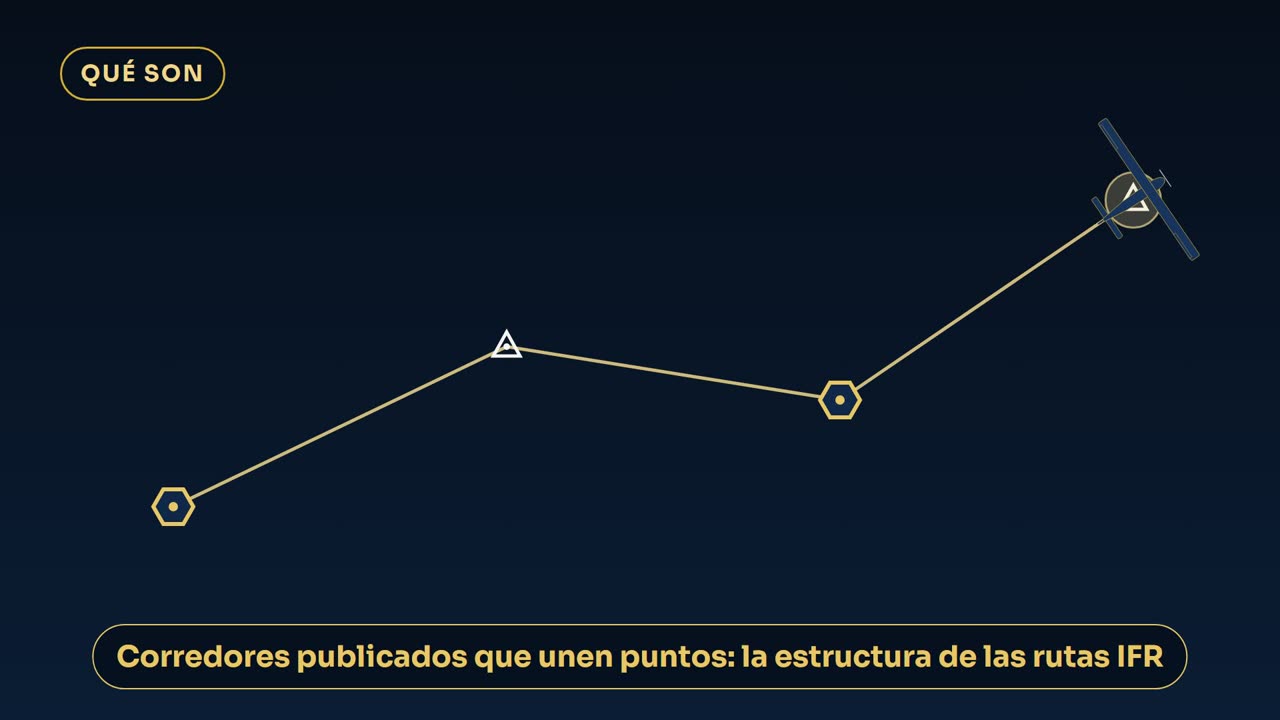 QUÉ SON
Corredores publicados que unen puntos: la estructura de las rutas IFR